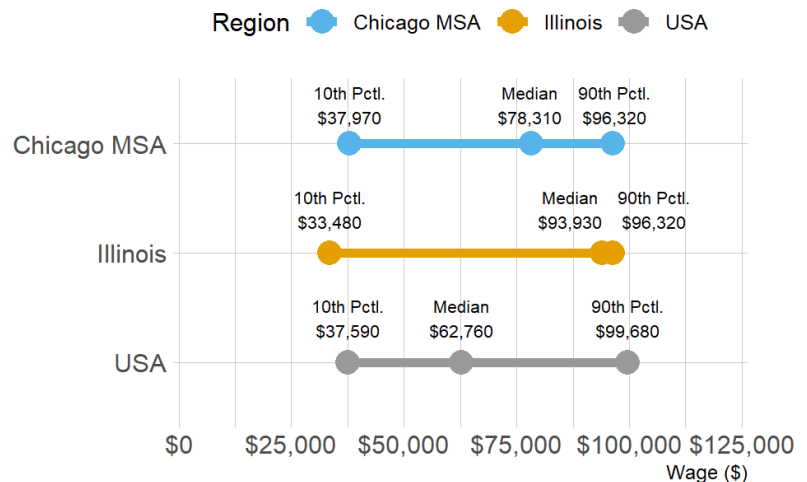 Region Chicago MSA Illinois USA
10th Pctl. Median 90th Pctl.
$37,970 $78,310 $96,320
Chicago MSA
10th Pctl. Median 90th Pctl.
$33,480 $93,930 $96,320
Illinois
10th Pctl. Median 90th Pctl.
$37,590 $62,760 $99,680
USA
$0 $25,000 $50,000 $75,000 $100,000 $125,000
Wage ($)